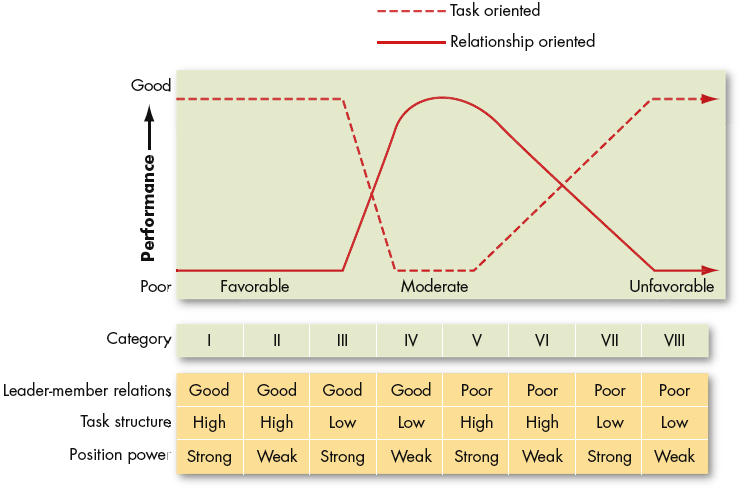 Task oriented
Relationship oriented
Good
Performance
Poor
Favorable Moderate Unfavorable
Category I II III IV V VI VII VIII
Leader-member relations Good Good Good Good Poor Poor Poor Poor
Task structure High High Low Low High High Low Low
Position power Strong Weak Strong Weak Strong Weak Strong Weak